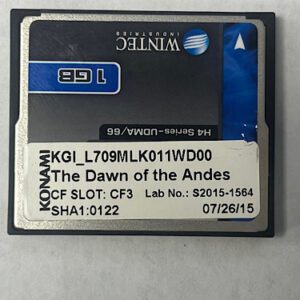 WINTEC
INDUSTRIES
1GB
H4 Series-UDMA/66
KONAMI
KGI_L709MLK011WD00
The Dawn of the Andes
CF SLOT: CF3 Lab No.: S2015-1564
SHA1:0122 07/26/15